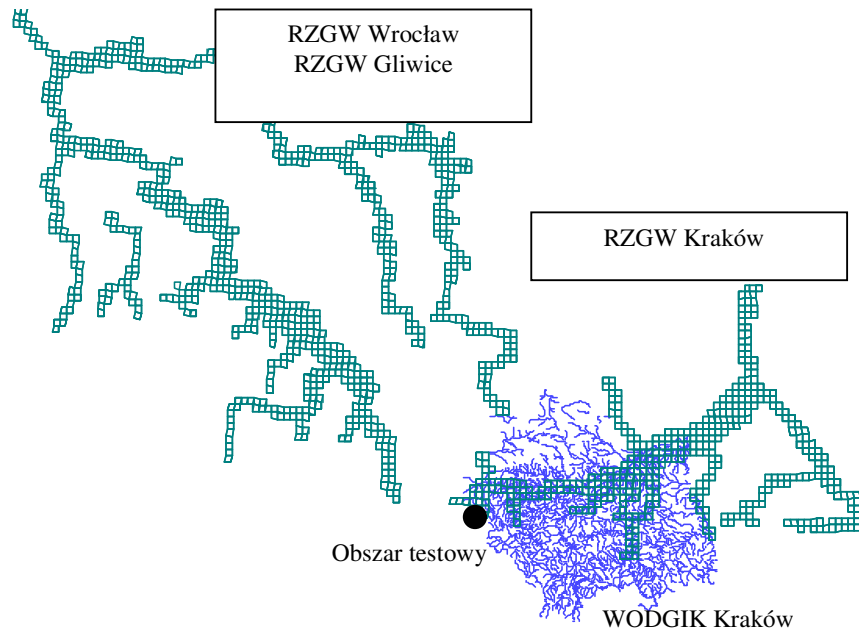 RZGW Wrocław
RZGW Gliwice
RZGW Kraków
Obszar testowy
WODGIK Kraków